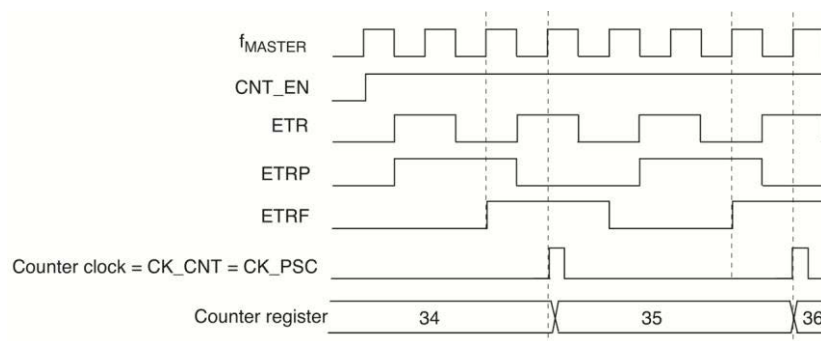 fMASTER
CNT_EN
ETR
ETRP
ETRF
Counter clock = CK_CNT = CK_PSC
Counter register 34 35 36